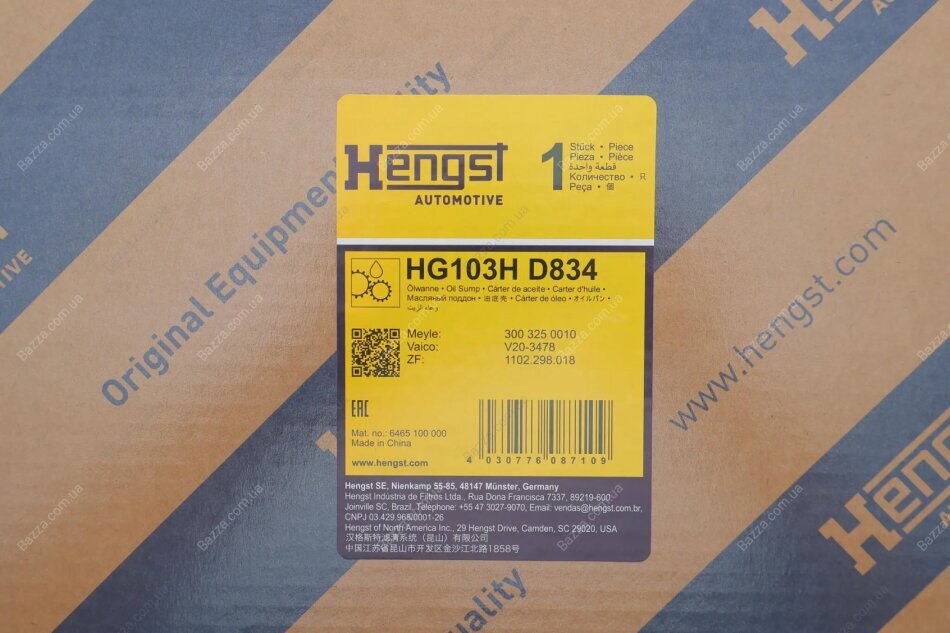 Hengst
AUTOMOTIVE
1
Stück • Piece
Pieza • Pièce
قطعة واحدة
Количество • 只
Peça • 個
HG103H D834
Ölwanne • Oil Sump • Cárter de aceite • Carter d'huile •
Масляный поддон • 油底壳 • Cárter de óleo • オイルパン •
وعاء الزيت
Meyle: 300 325 0010
Vaico: V20-3478
ZF: 1102.298.018
EAC
Mat. no.: 6465 100 000
Made in China
www.hengst.com
4 030776 087109
Hengst SE, Nienkamp 55-85, 48147 Münster, Germany
Hengst Indústria de Filtros Ltda., Rua Dona Francisca 7337, 89219-600
Joinville SC, Brazil, Telephone: +55 47 3027-9070, Email: vendas@hengst.com.br,
CNPJ 03.429.968/0001-26
Hengst of North America Inc., 29 Hengst Drive, Camden, SC 29020, USA
汉格斯特滤清系统（昆山）有限公司
中国江苏省昆山市开发区金沙江北路1858号
Original Equipment Quality
www.hengst.com
Hengst
AUTOMOTIVE
Bazza.com.ua